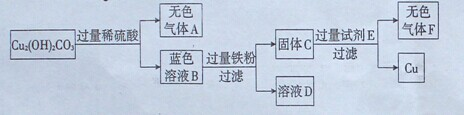 Cu₂(OH)₂CO₃
过量稀硫酸
无色
气体A
蓝色
溶液B
过量铁粉
过滤
固体C
溶液D
过量试剂E
过滤
无色
气体F
Cu